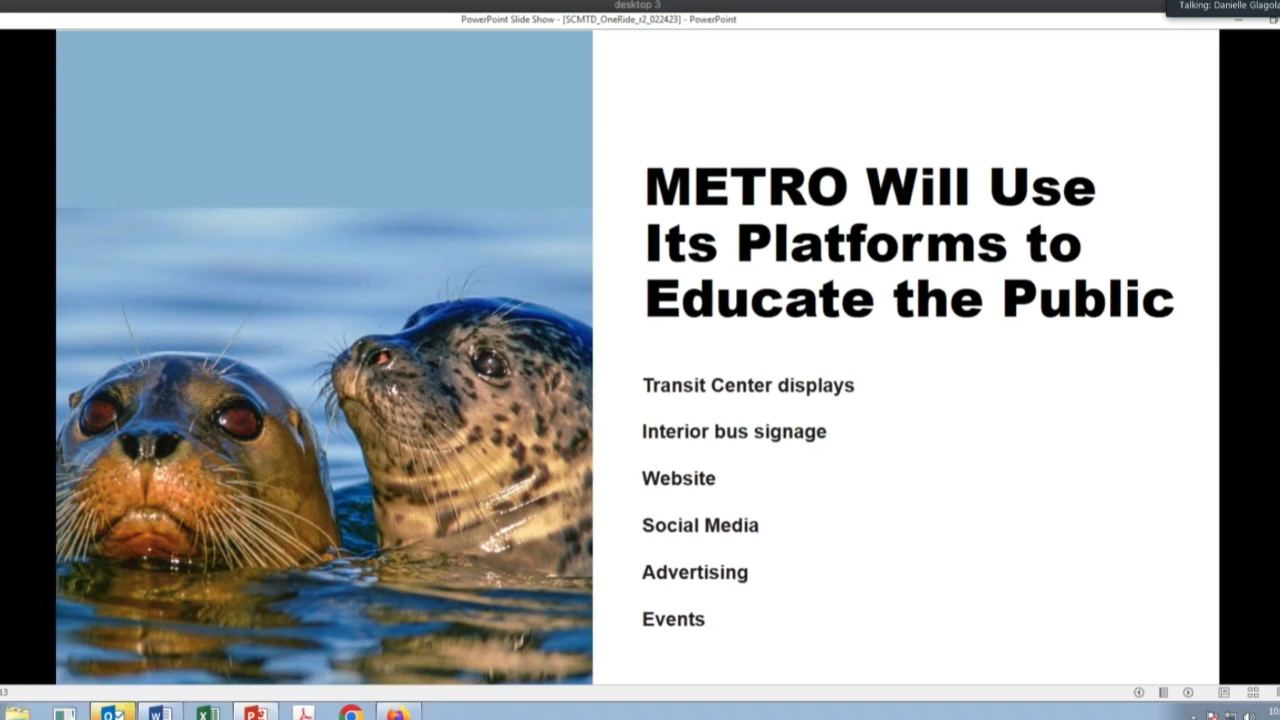 desktop 3
Talking: Danielle Glagola
PowerPoint Slide Show - [SCMTD_OneRide_r2_022423] - PowerPoint
METRO Will Use
Its Platforms to
Educate the Public
Transit Center displays
Interior bus signage
Website
Social Media
Advertising
Events